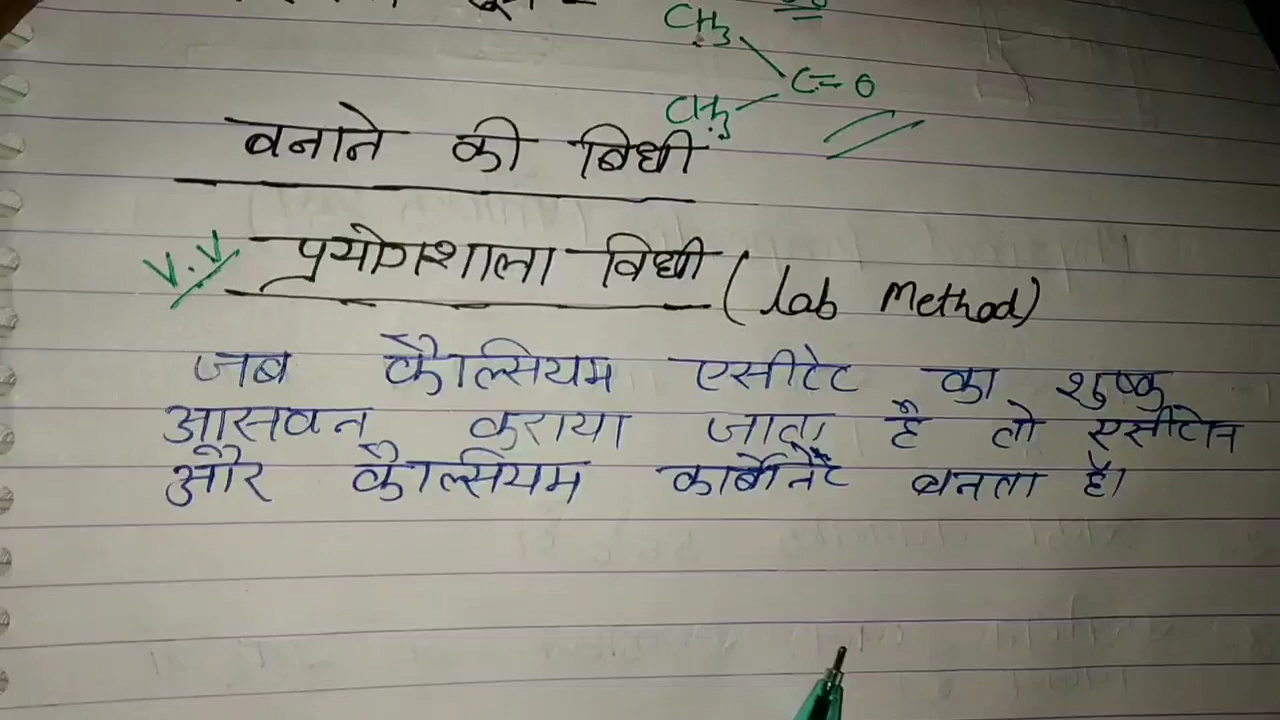 CH3
C=O
CH3
बनाने की बिधी
V.V प्रयोगशाला विधी (Lab Method)
जब कैल्सियम एसीटेट का शुष्क
आसवन कराया जाता है तो एसीटोन
और कैल्सियम कार्बोनेट बनता है।